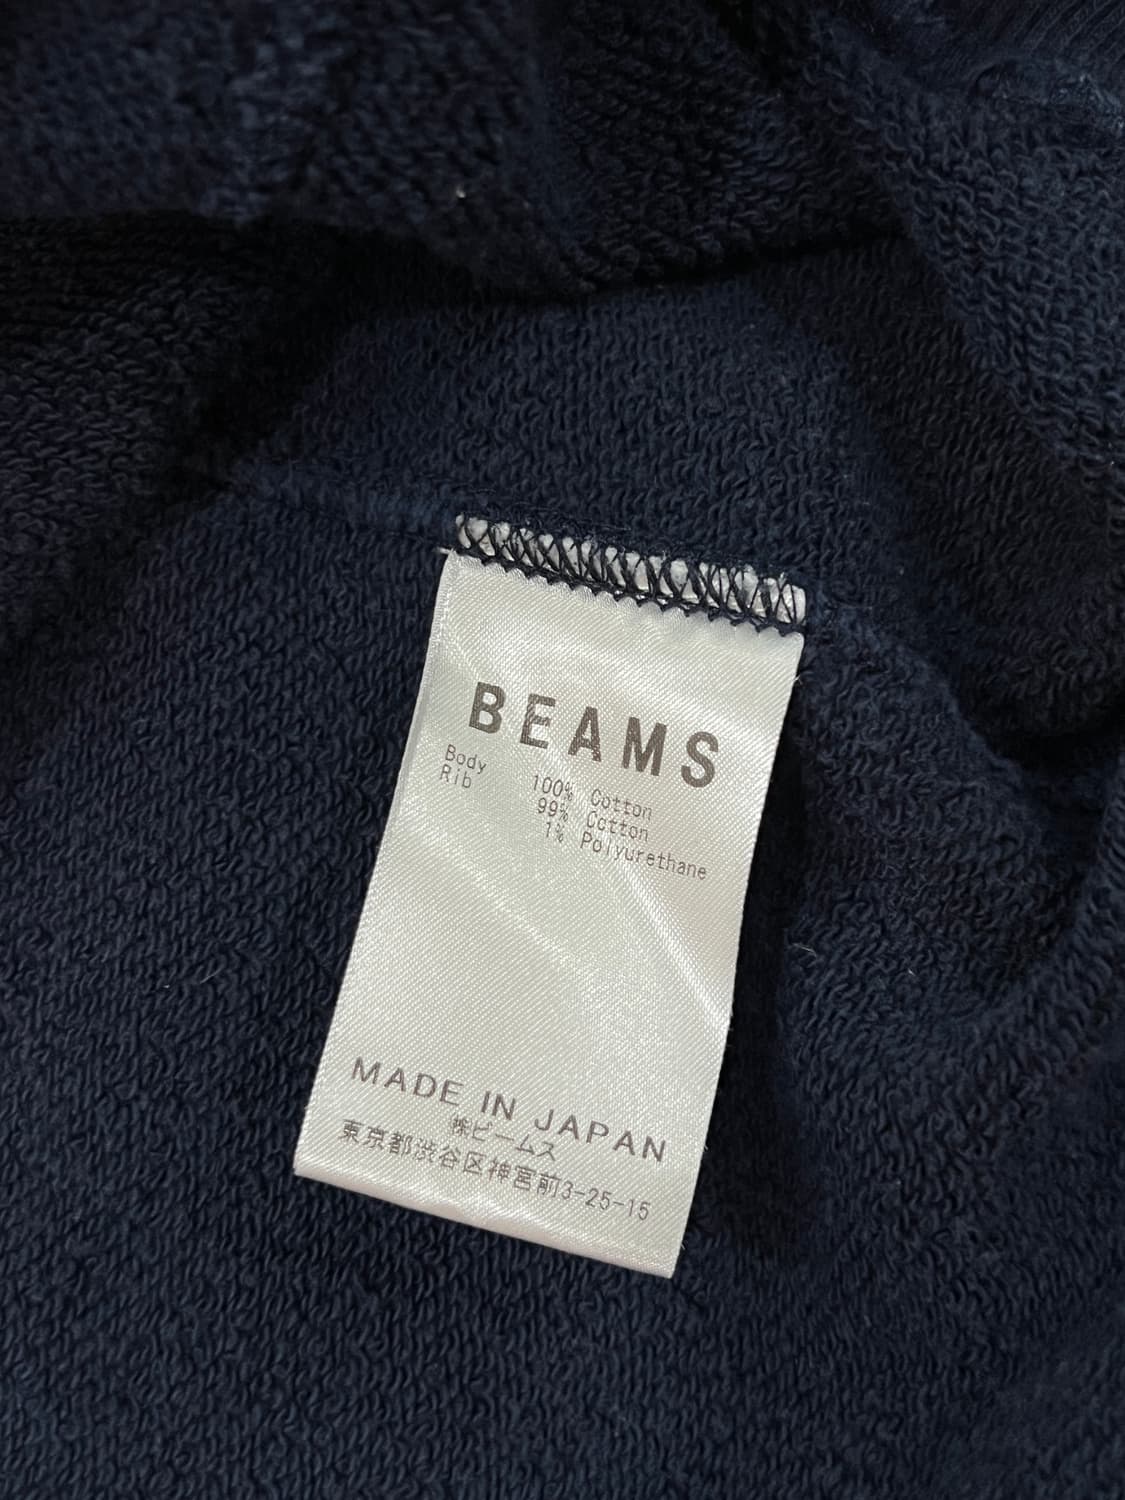 BEAMS
Body 100% Cotton
Rib 99% Cotton
1% Polyurethane
MADE IN JAPAN
㈱ビームス
東京都渋谷区神宮前3-25-15